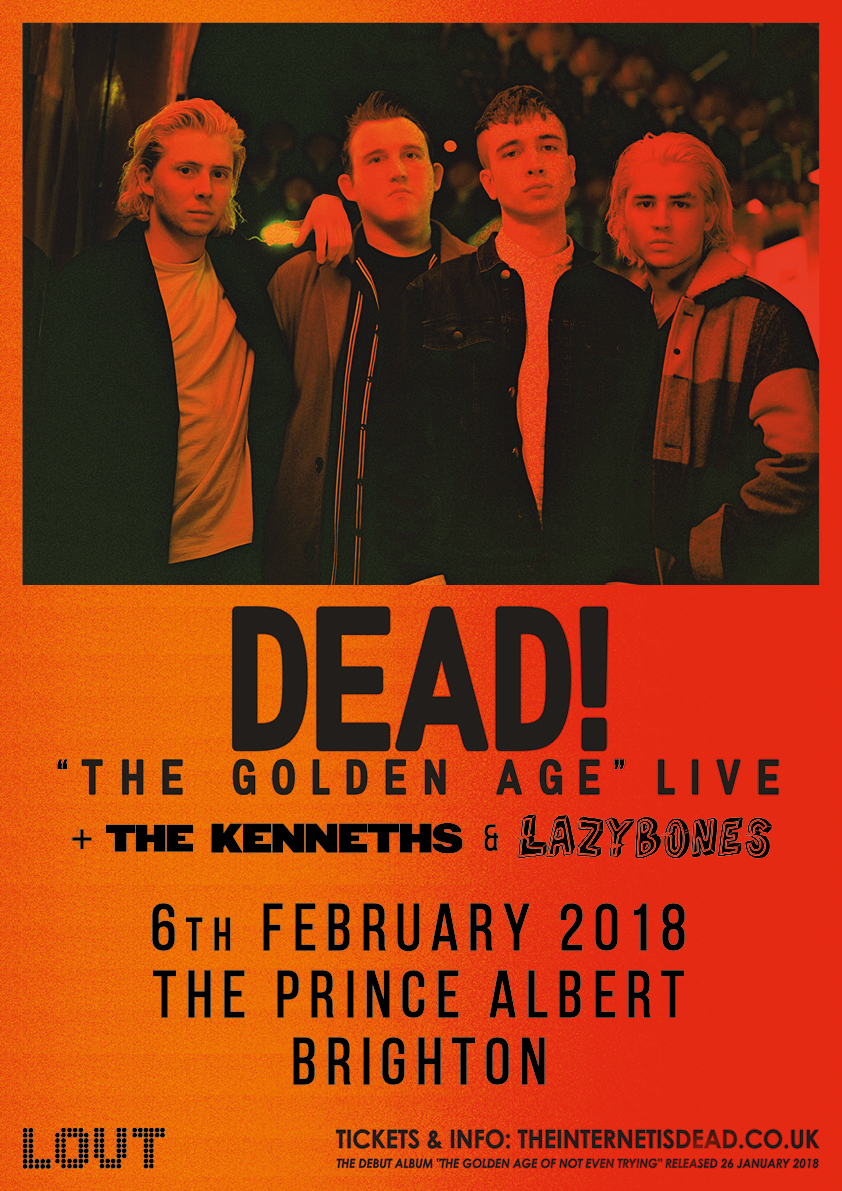 DEAD!
“THE GOLDEN AGE” LIVE
+ THE KENNETHS & LAZYBONES
6TH FEBRUARY 2018
THE PRINCE ALBERT
BRIGHTON
LOUT
TICKETS & INFO: THEINTERNETISDEAD.CO.UK
THE DEBUT ALBUM "THE GOLDEN AGE OF NOT EVEN TRYING" RELEASED 26 JANUARY 2018